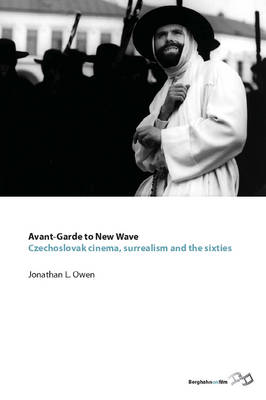 Avant-Garde to New Wave
Czechoslovak cinema, surrealism and the sixties
Jonathan L. Owen
Berghahnonfilm